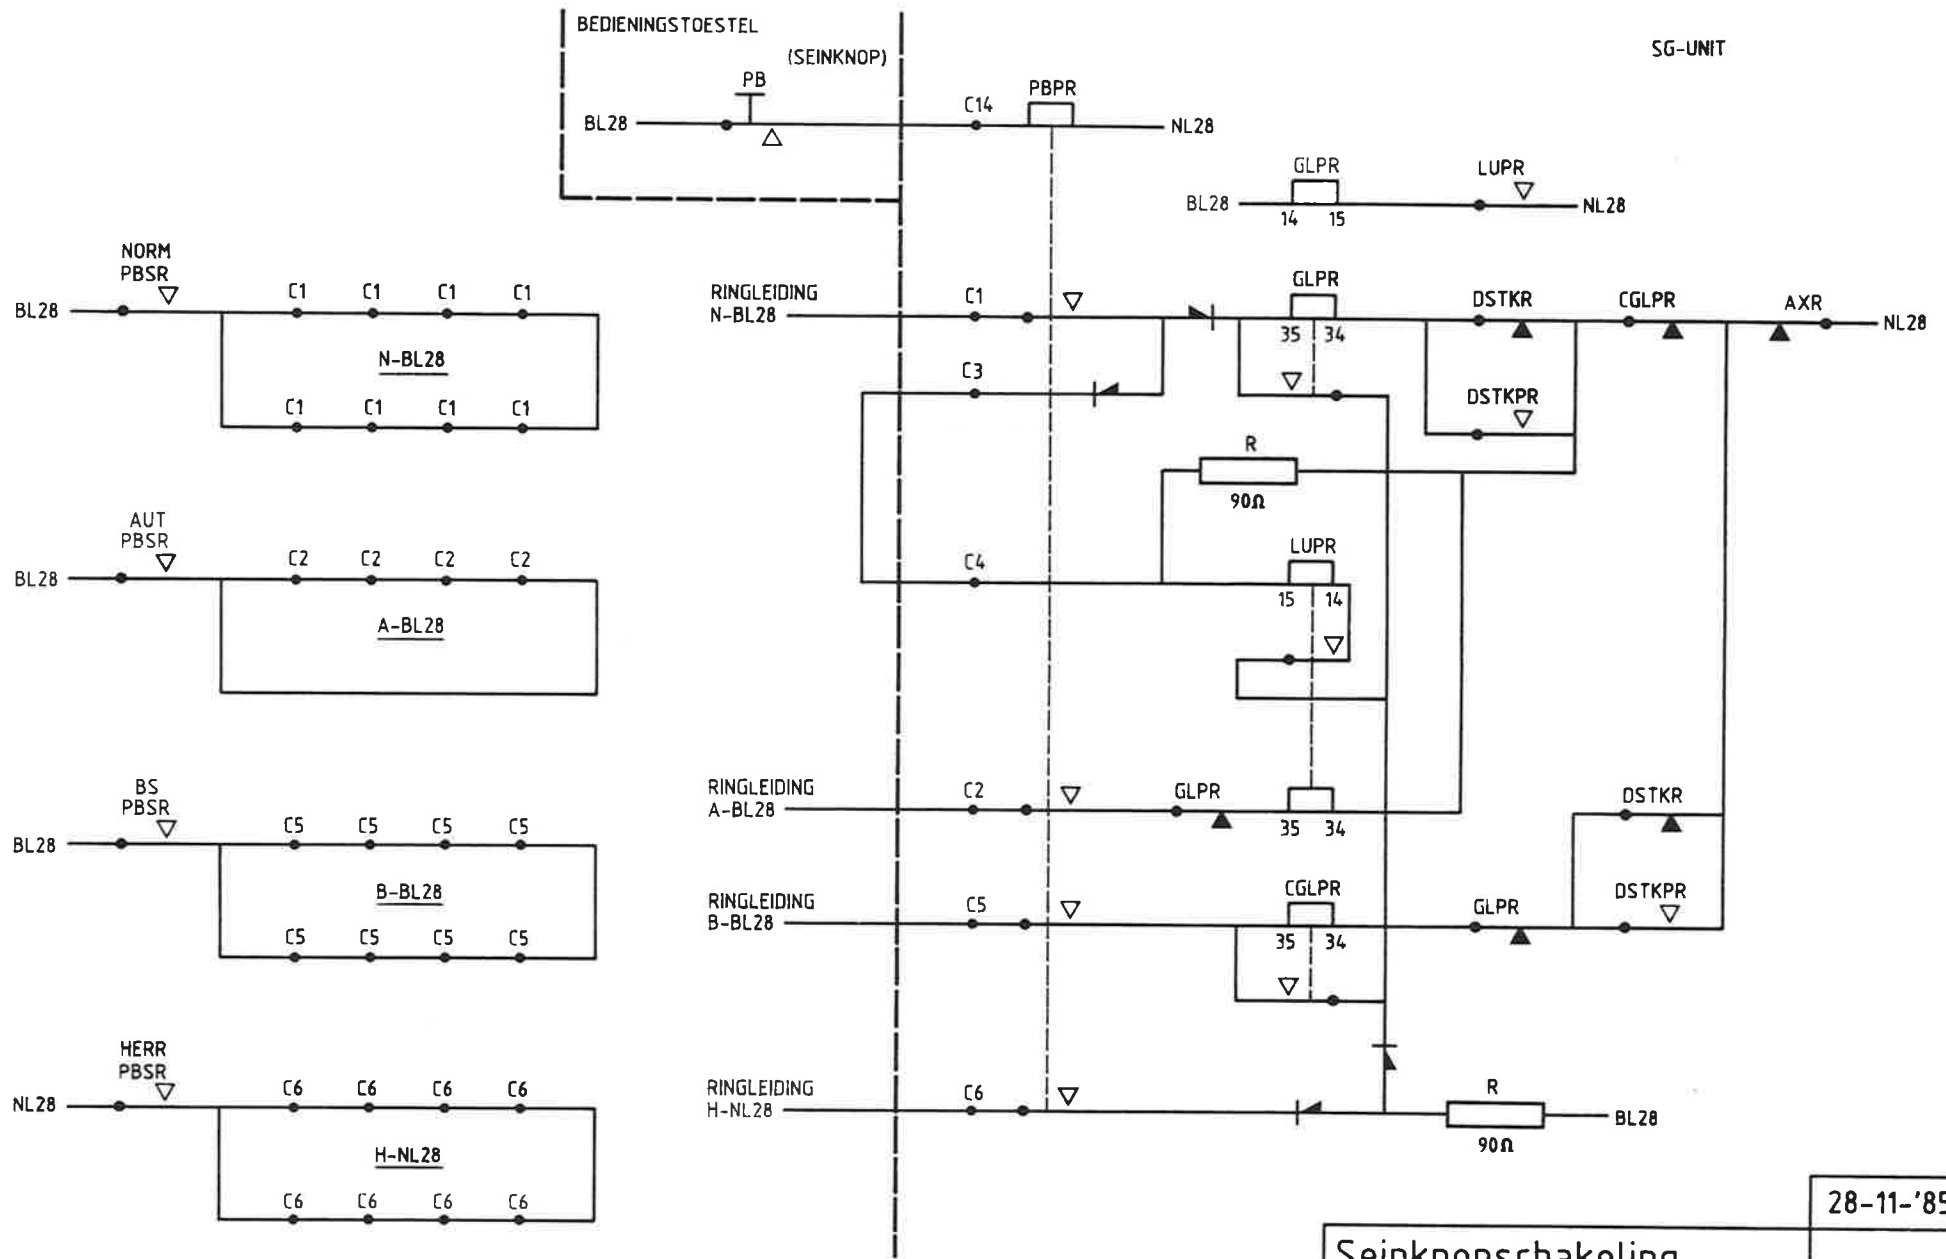 BEDIENINGSTOESTEL
(SEINKNOP)
SG-UNIT
PB
BL28
C14
PBPR
NL28
GLPR
LUPR
BL28
14
15
NL28
NORM
PBSR
BL28
C1 C1 C1 C1
N-BL28
C1 C1 C1 C1
RINGLEIDING
N-BL28
C1
GLPR
35 34
DSTKR
CGLPR
AXR
NL28
C3
DSTKPR
R
90Ω
AUT
PBSR
BL28
C2 C2 C2 C2
A-BL28
C4
LUPR
15 14
BS
PBSR
BL28
C5 C5 C5 C5
B-BL28
C5 C5 C5 C5
RINGLEIDING
A-BL28
C2
GLPR
35 34
DSTKR
RINGLEIDING
B-BL28
C5
CGLPR
35 34
GLPR
DSTKPR
HERR
PBSR
NL28
C6 C6 C6 C6
H-NL28
C6 C6 C6 C6
RINGLEIDING
H-NL28
C6
R
90Ω
BL28
28-11-'85
Seinknopschakeling